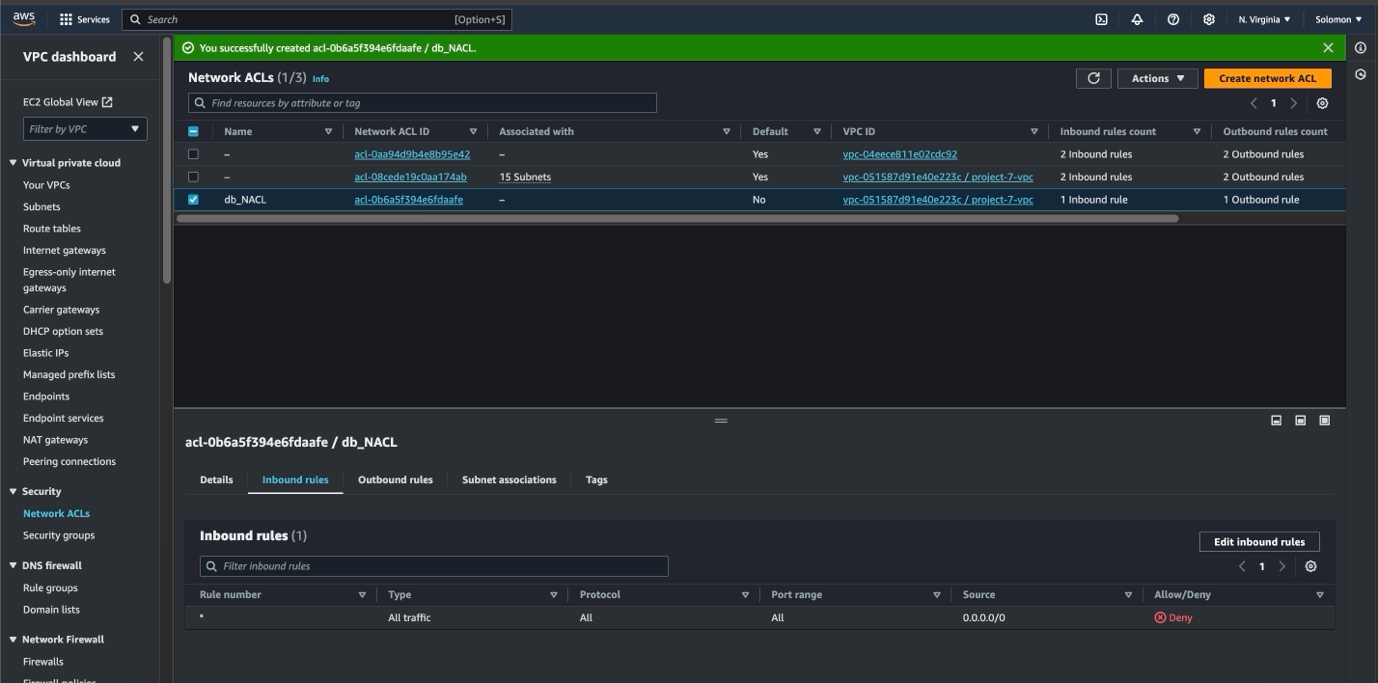 aws Services Search [Option+S] N. Virginia ▼ Solomon ▼
VPC dashboard
EC2 Global View
Filter by VPC
Virtual private cloud
Your VPCs
Subnets
Route tables
Internet gateways
Egress-only internet
gateways
Carrier gateways
DHCP option sets
Elastic IPs
Managed prefix lists
Endpoints
Endpoint services
NAT gateways
Peering connections
Security
Network ACLs
Security groups
DNS firewall
Rule groups
Domain lists
Network Firewall
Firewalls
Firewall policies
You successfully created acl-0b6a5f394e6fdaafe / db_NACL.
Network ACLs (1/3) Info Actions ▼ Create network ACL
Find resources by attribute or tag 1
Name Network ACL ID Associated with Default VPC ID Inbound rules count Outbound rules count
– acl-0aa94d9b4e8b95e42 – Yes vpc-04eece811e02cdc92 2 Inbound rules 2 Outbound rules
– acl-08cede19c0aa174ab 15 Subnets Yes vpc-051587d91e40e223c / project-7-vpc 2 Inbound rules 2 Outbound rules
db_NACL acl-0b6a5f394e6fdaafe – No vpc-051587d91e40e223c / project-7-vpc 1 Inbound rule 1 Outbound rule
acl-0b6a5f394e6fdaafe / db_NACL
Details Inbound rules Outbound rules Subnet associations Tags
Inbound rules (1) Edit inbound rules
Filter inbound rules 1
Rule number Type Protocol Port range Source Allow/Deny
* All traffic All All 0.0.0.0/0 Deny